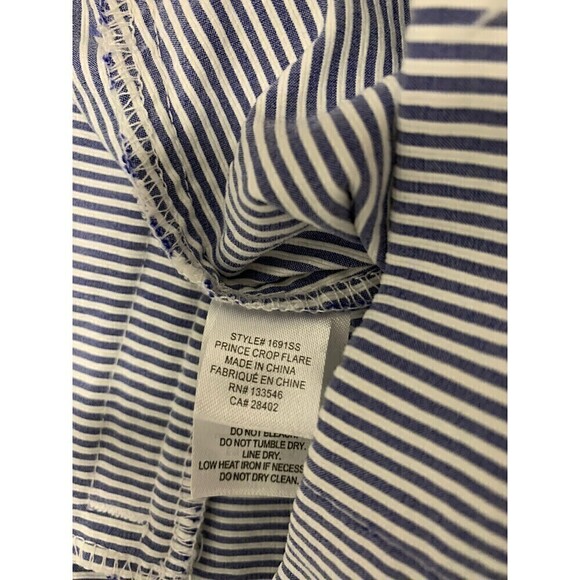 STYLE# 1691SS
PRINCE CROP FLARE
MADE IN CHINA
FABRIQUÉ EN CHINE
RN# 133546
CA# 28402
DO NOT BLEACH.
DO NOT TUMBLE DRY.
LINE DRY.
LOW HEAT IRON IF NECESS
DO NOT DRY CLEAN.